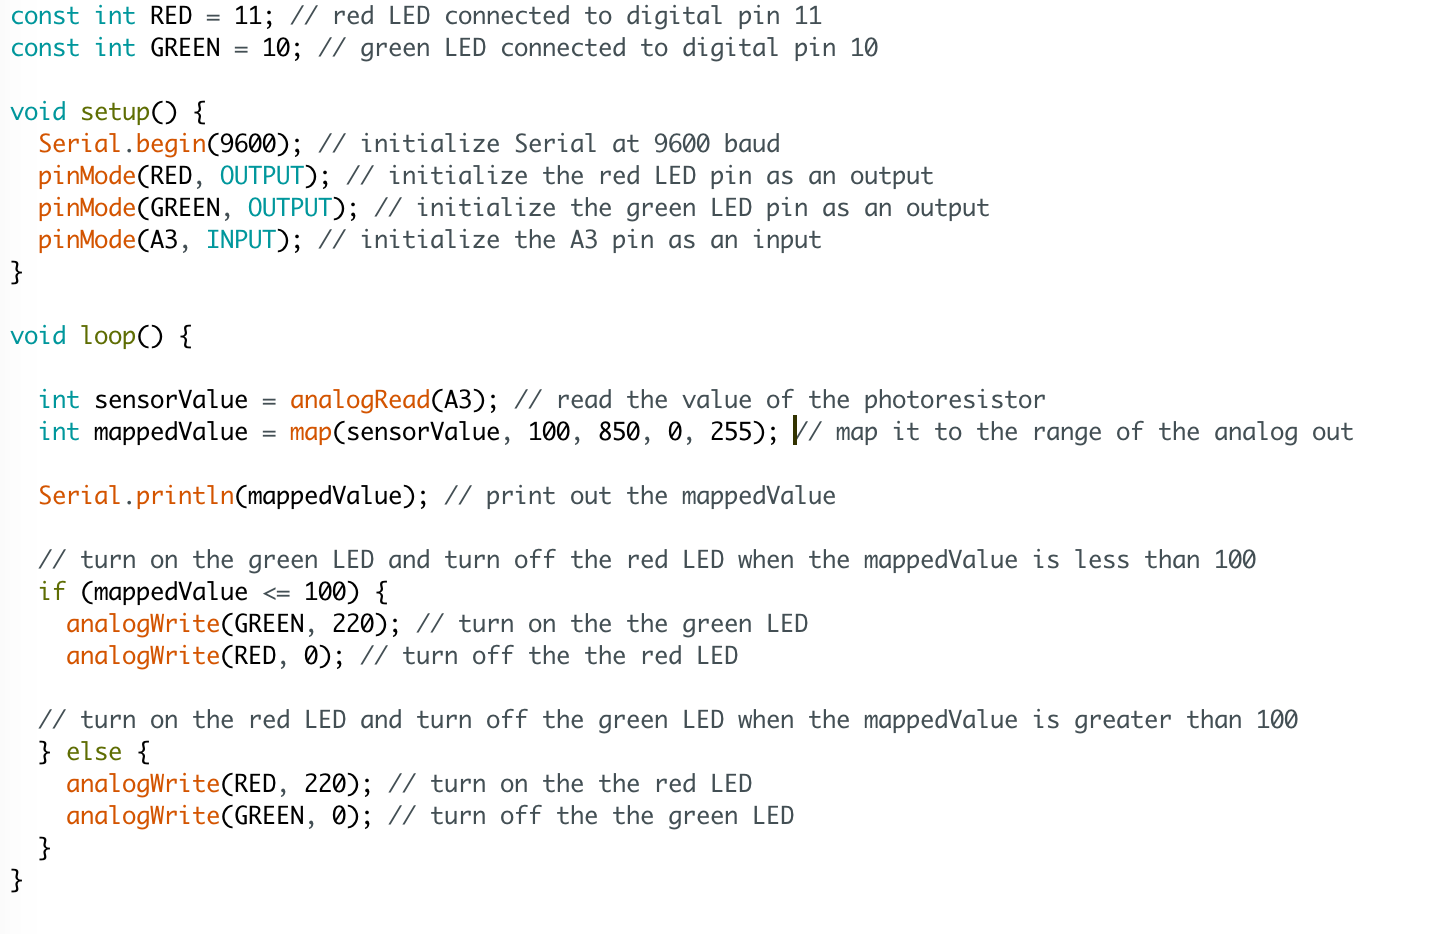 const int RED = 11; // red LED connected to digital pin 11
const int GREEN = 10; // green LED connected to digital pin 10
void setup() {
Serial.begin(9600); // initialize Serial at 9600 baud
pinMode(RED, OUTPUT); // initialize the red LED pin as an output
pinMode(GREEN, OUTPUT); // initialize the green LED pin as an output
pinMode(A3, INPUT); // initialize the A3 pin as an input
}
void loop() {
int sensorValue = analogRead(A3); // read the value of the photoresistor
int mappedValue = map(sensorValue, 100, 850, 0, 255); // map it to the range of the analog out
Serial.println(mappedValue); // print out the mappedValue
// turn on the green LED and turn off the red LED when the mappedValue is less than 100
if (mappedValue <= 100) {
analogWrite(GREEN, 220); // turn on the the green LED
analogWrite(RED, 0); // turn off the the red LED
// turn on the red LED and turn off the green LED when the mappedValue is greater than 100
} else {
analogWrite(RED, 220); // turn on the the red LED
analogWrite(GREEN, 0); // turn off the the green LED
}
}